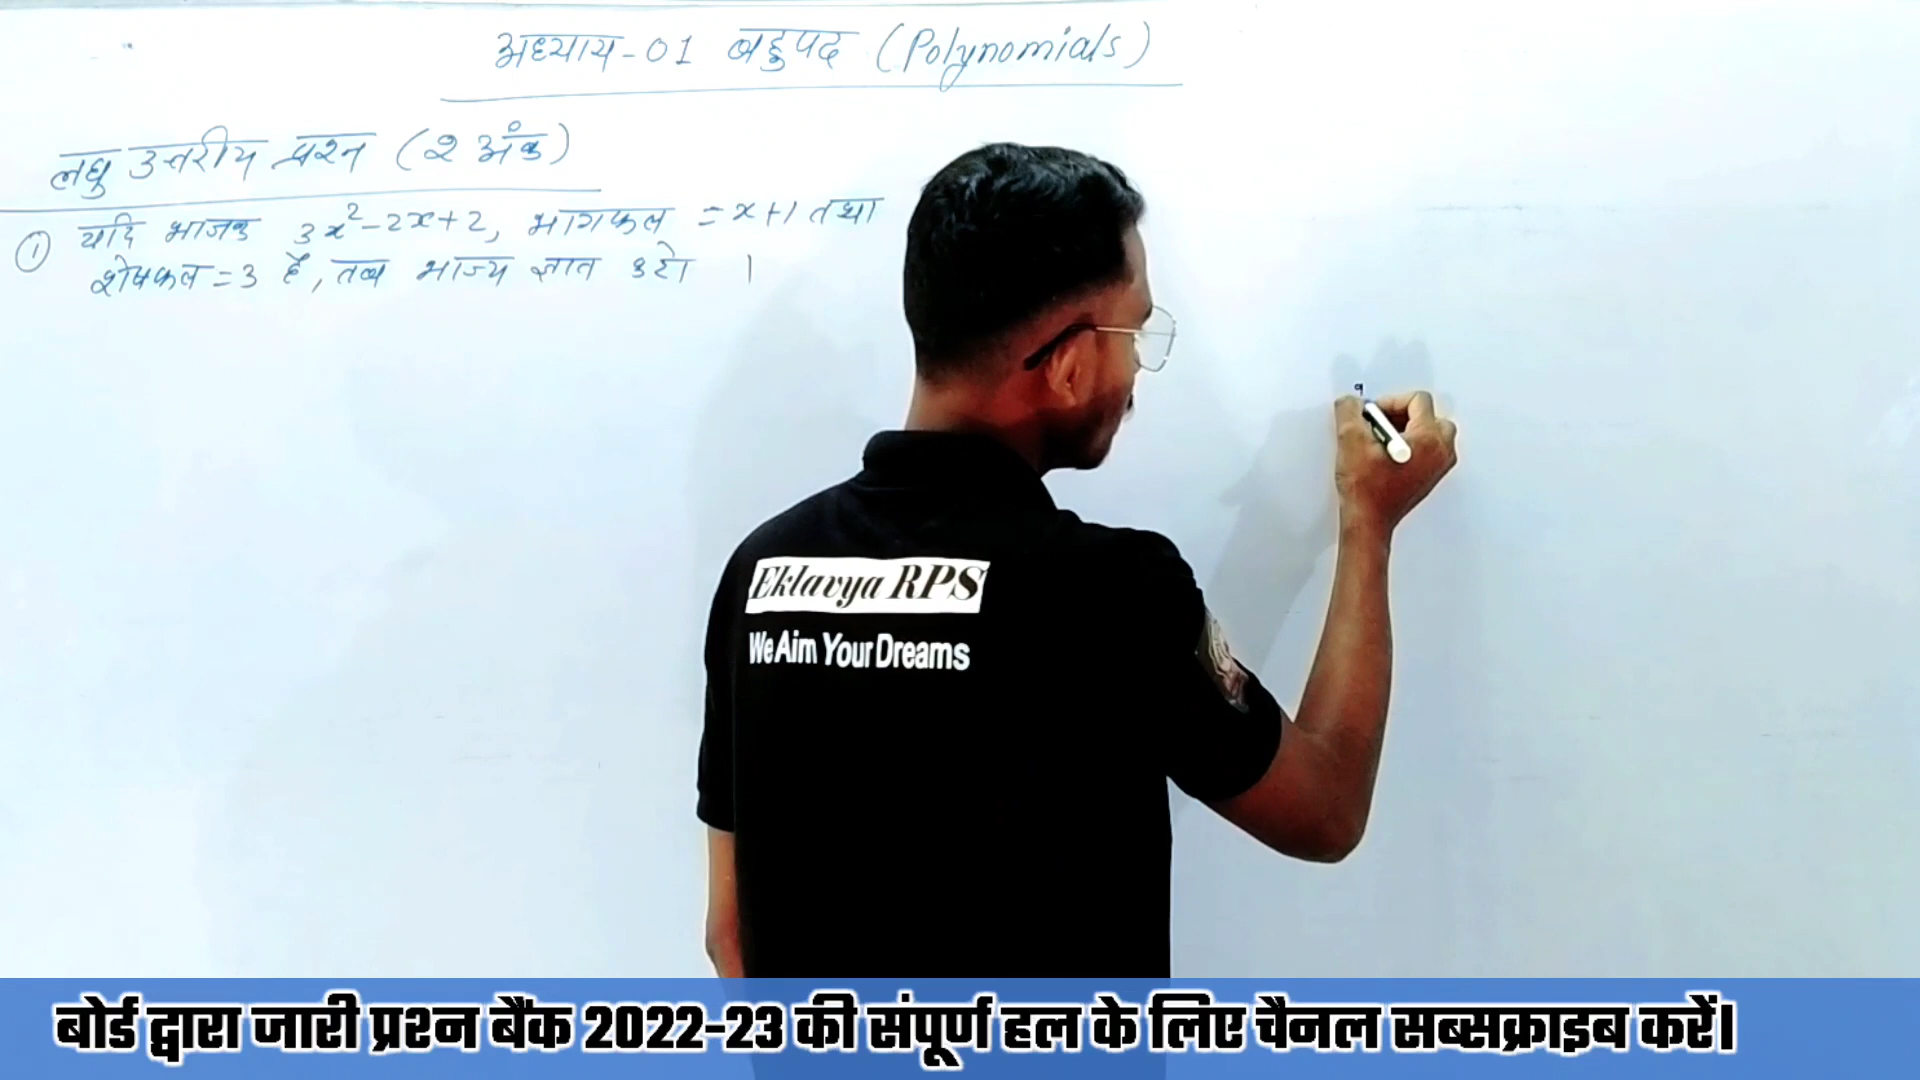 अध्याय-01 बहुपद (Polynomials)
लघु उत्तरीय प्रश्न (२ अंक)
① यदि भाजक 3x²-2x+2, भागफल = x+1 तथा
शेषफल = 3 है, तब भाज्य ज्ञात करो ।
Eklavya RPS
We Aim Your Dreams
बोर्ड द्वारा जारी प्रश्न बैंक 2022-23 की संपूर्ण हल के लिए चैनल सब्सक्राइब करें।